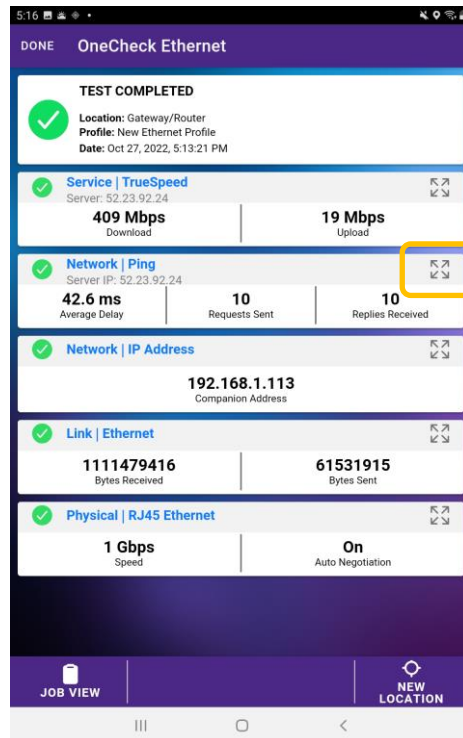 5:16
DONE OneCheck Ethernet
TEST COMPLETED
Location: Gateway/Router
Profile: New Ethernet Profile
Date: Oct 27, 2022, 5:13:21 PM
Service | TrueSpeed
Server: 52.23.92.24
409 Mbps 19 Mbps
Download Upload
Network | Ping
Server IP: 52.23.92.24
42.6 ms 10 10
Average Delay Requests Sent Replies Received
Network | IP Address
192.168.1.113
Companion Address
Link | Ethernet
1111479416 61531915
Bytes Received Bytes Sent
Physical | RJ45 Ethernet
1 Gbps On
Speed Auto Negotiation
JOB VIEW NEW
LOCATION